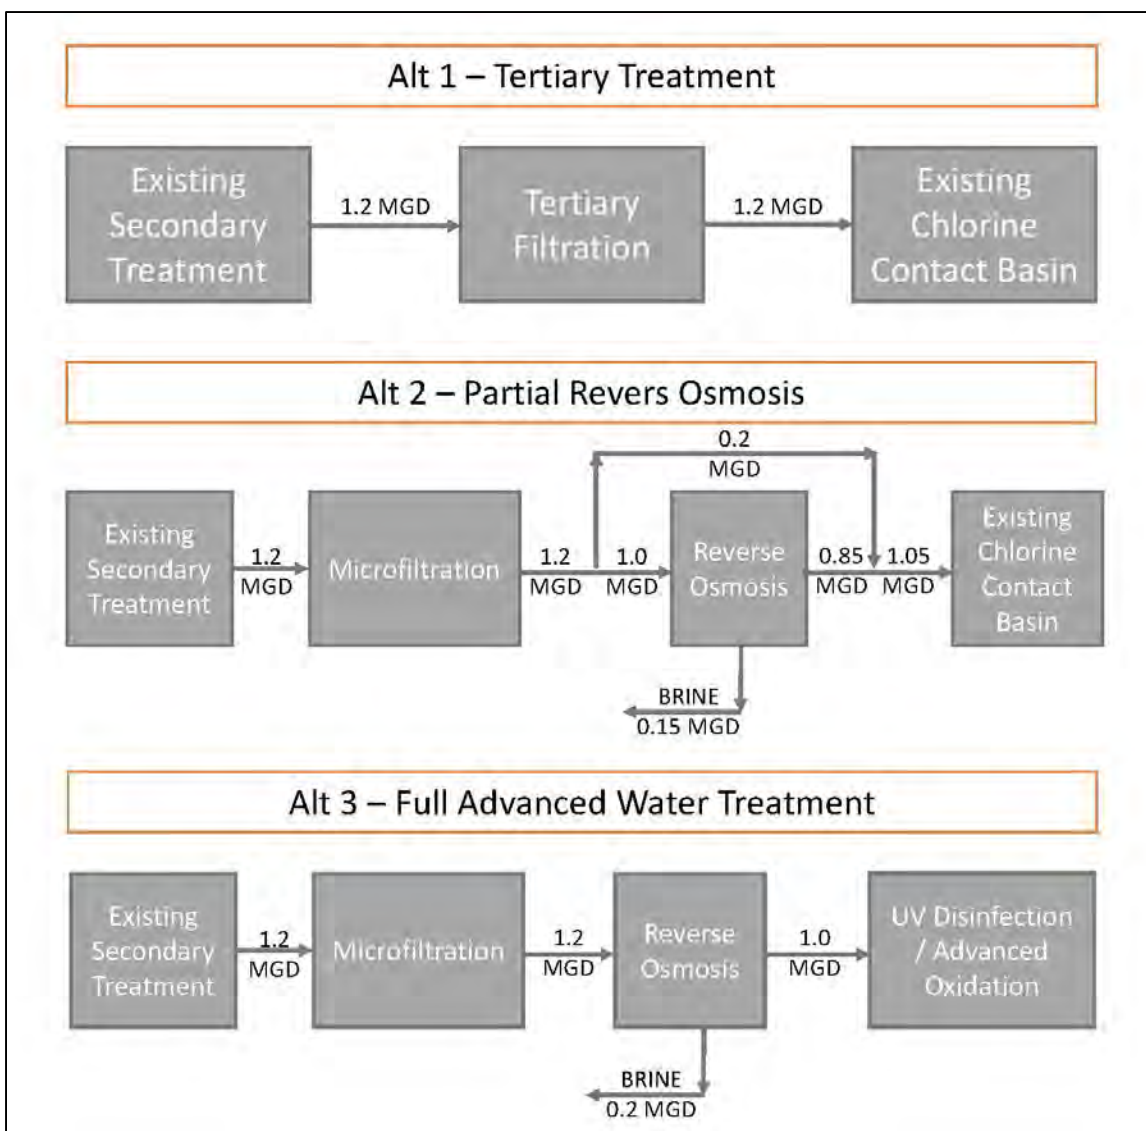 Alt 1 – Tertiary Treatment
Existing
Secondary
Treatment
1.2 MGD
Tertiary
Filtration
1.2 MGD
Existing
Chlorine
Contact Basin
Alt 2 – Partial Revers Osmosis
0.2
MGD
Existing
Secondary
Treatment
1.2
MGD
Microfiltration
1.2
MGD
1.0
MGD
Reverse
Osmosis
0.85
MGD
1.05
MGD
Existing
Chlorine
Contact
Basin
BRINE
0.15 MGD
Alt 3 – Full Advanced Water Treatment
Existing
Secondary
Treatment
1.2
MGD
Microfiltration
1.2
MGD
Reverse
Osmosis
1.0
MGD
UV Disinfection
/ Advanced
Oxidation
BRINE
0.2 MGD